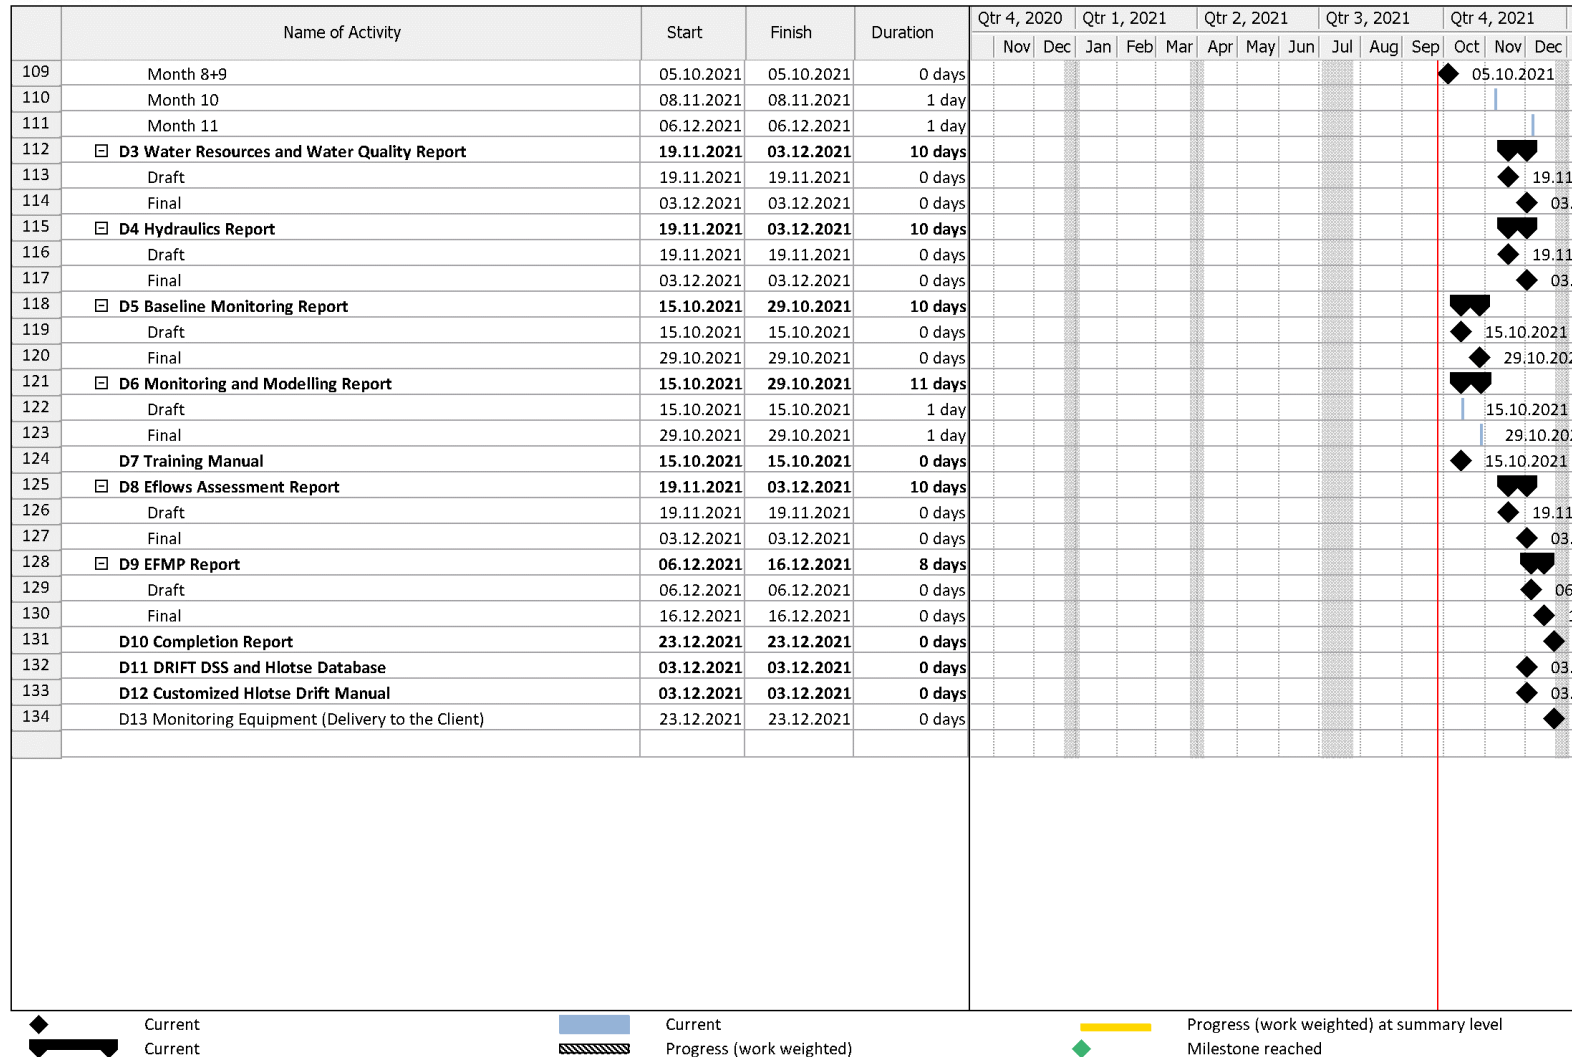 Name of Activity Start Finish Duration
Qtr 4, 2020 Qtr 1, 2021 Qtr 2, 2021 Qtr 3, 2021 Qtr 4, 2021
Nov Dec Jan Feb Mar Apr May Jun Jul Aug Sep Oct Nov Dec
109 Month 8+9 05.10.2021 05.10.2021 0 days 05.10.2021
110 Month 10 08.11.2021 08.11.2021 1 day
111 Month 11 06.12.2021 06.12.2021 1 day
112 D3 Water Resources and Water Quality Report 19.11.2021 03.12.2021 10 days
113 Draft 19.11.2021 19.11.2021 0 days 19.11
114 Final 03.12.2021 03.12.2021 0 days 03.
115 D4 Hydraulics Report 19.11.2021 03.12.2021 10 days
116 Draft 19.11.2021 19.11.2021 0 days 19.11
117 Final 03.12.2021 03.12.2021 0 days 03.
118 D5 Baseline Monitoring Report 15.10.2021 29.10.2021 10 days
119 Draft 15.10.2021 15.10.2021 0 days 15.10.2021
120 Final 29.10.2021 29.10.2021 0 days 29.10.202
121 D6 Monitoring and Modelling Report 15.10.2021 29.10.2021 11 days
122 Draft 15.10.2021 15.10.2021 1 day 15.10.2021
123 Final 29.10.2021 29.10.2021 1 day 29.10.202
124 D7 Training Manual 15.10.2021 15.10.2021 0 days 15.10.2021
125 D8 Eflows Assessment Report 19.11.2021 03.12.2021 10 days
126 Draft 19.11.2021 19.11.2021 0 days 19.11
127 Final 03.12.2021 03.12.2021 0 days 03.
128 D9 EFMP Report 06.12.2021 16.12.2021 8 days
129 Draft 06.12.2021 06.12.2021 0 days 06
130 Final 16.12.2021 16.12.2021 0 days 1
131 D10 Completion Report 23.12.2021 23.12.2021 0 days
132 D11 DRIFT DSS and Hlotse Database 03.12.2021 03.12.2021 0 days 03.
133 D12 Customized Hlotse Drift Manual 03.12.2021 03.12.2021 0 days 03.
134 D13 Monitoring Equipment (Delivery to the Client) 23.12.2021 23.12.2021 0 days
Current Current Progress (work weighted) at summary level
Current Progress (work weighted) Milestone reached